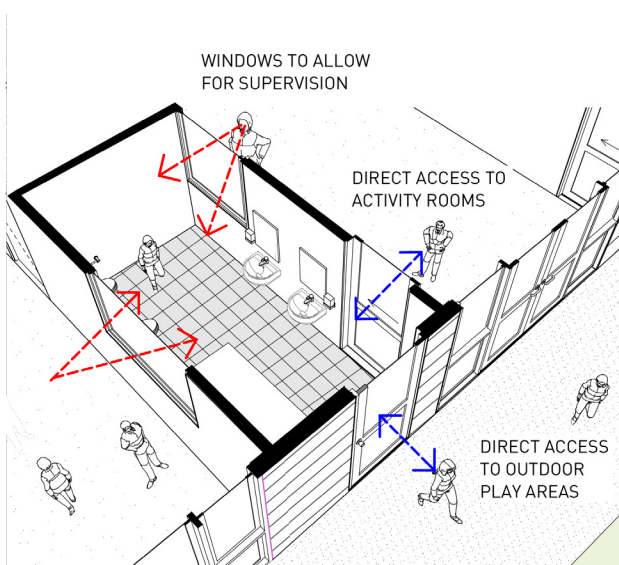 WINDOWS TO ALLOW
FOR SUPERVISION
DIRECT ACCESS TO
ACTIVITY ROOMS
DIRECT ACCESS
TO OUTDOOR
PLAY AREAS